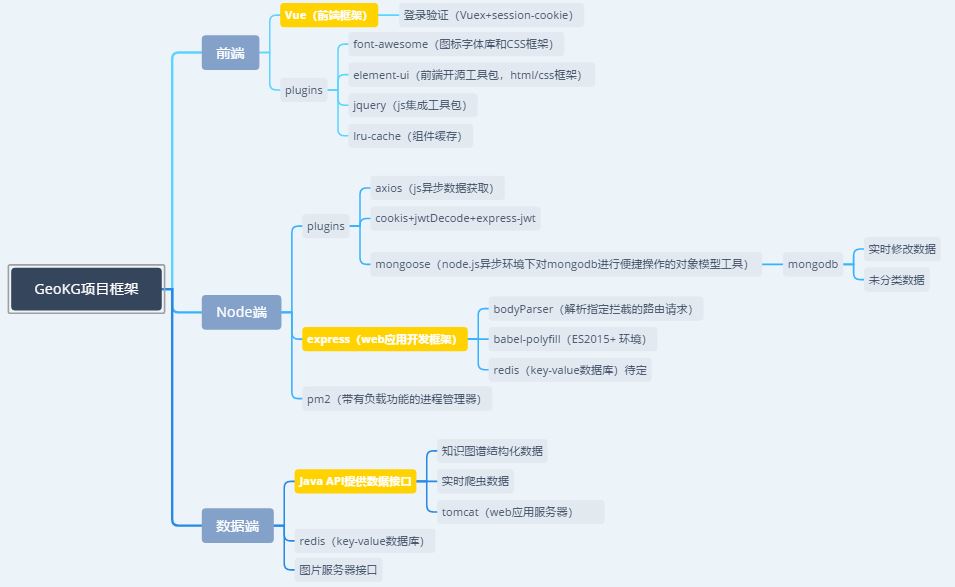 GeoKG项目框架
前端
Vue（前端框架）
登录验证（Vuex+session-cookie）
plugins
font-awesome（图标字体库和CSS框架）
element-ui（前端开源工具包，html/css框架）
jquery（js集成工具包）
lru-cache（组件缓存）
Node端
plugins
axios（js异步数据获取）
cookis+jwtDecode+express-jwt
mongoose（node.js异步环境下对mongodb进行便捷操作的对象模型工具）
mongodb
实时修改数据
未分类数据
express（web应用开发框架）
bodyParser（解析指定拦截的路由请求）
babel-polyfill（ES2015+ 环境）
redis（key-value数据库）待定
pm2（带有负载功能的进程管理器）
数据端
Java API提供数据接口
知识图谱结构化数据
实时爬虫数据
tomcat（web应用服务器）
redis（key-value数据库）
图片服务器接口